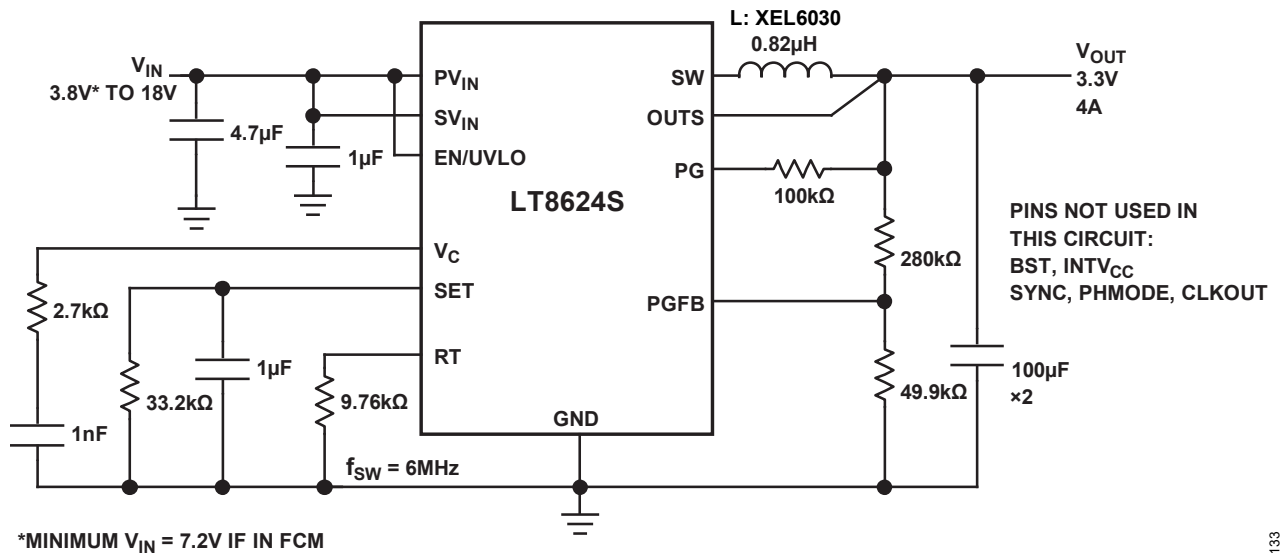 L: XEL6030
0.82µH
V_IN
3.8V* TO 18V
4.7µF
1µF
PV_IN
SV_IN
EN/UVLO
LT8624S
SW
OUTS
PG
100kΩ
V_OUT
3.3V
4A
280kΩ
PINS NOT USED IN
THIS CIRCUIT:
BST, INTV_CC
SYNC, PHMODE, CLKOUT
V_C
SET
PGFB
2.7kΩ
RT
1µF
33.2kΩ
9.76kΩ
49.9kΩ
100µF
×2
1nF
GND
f_SW = 6MHz
*MINIMUM V_IN = 7.2V IF IN FCM
133